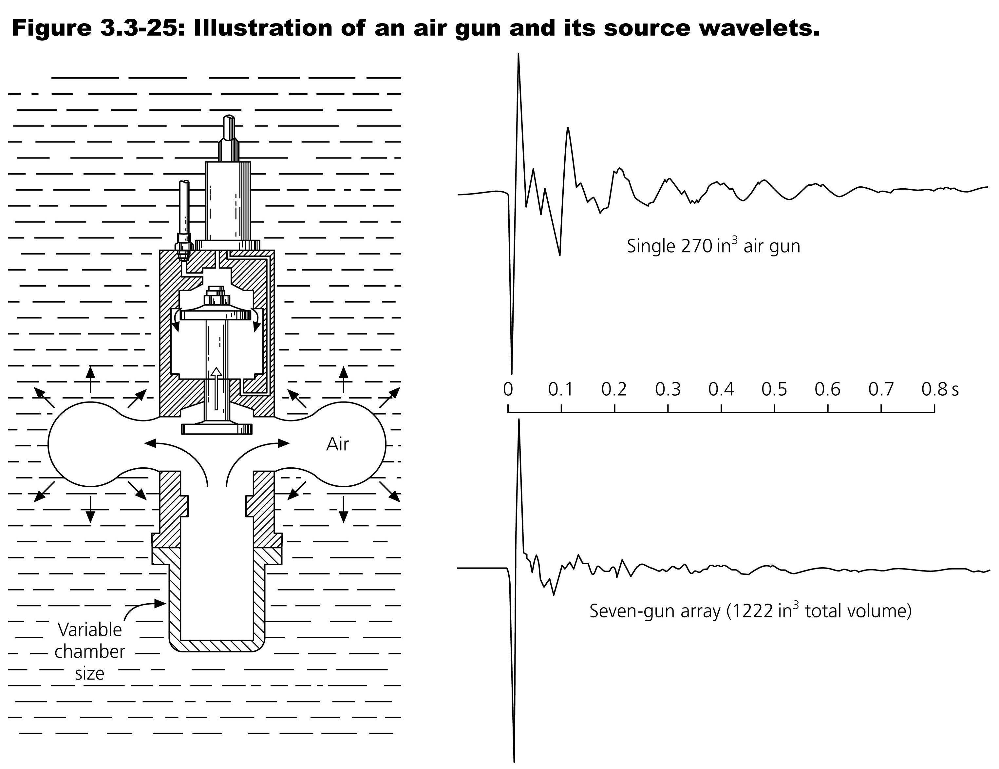 Figure 3.3-25: Illustration of an air gun and its source wavelets.
Single 270 in³ air gun
0 0.1 0.2 0.3 0.4 0.5 0.6 0.7 0.8 s
Air
Seven-gun array (1222 in³ total volume)
Variable
chamber
size